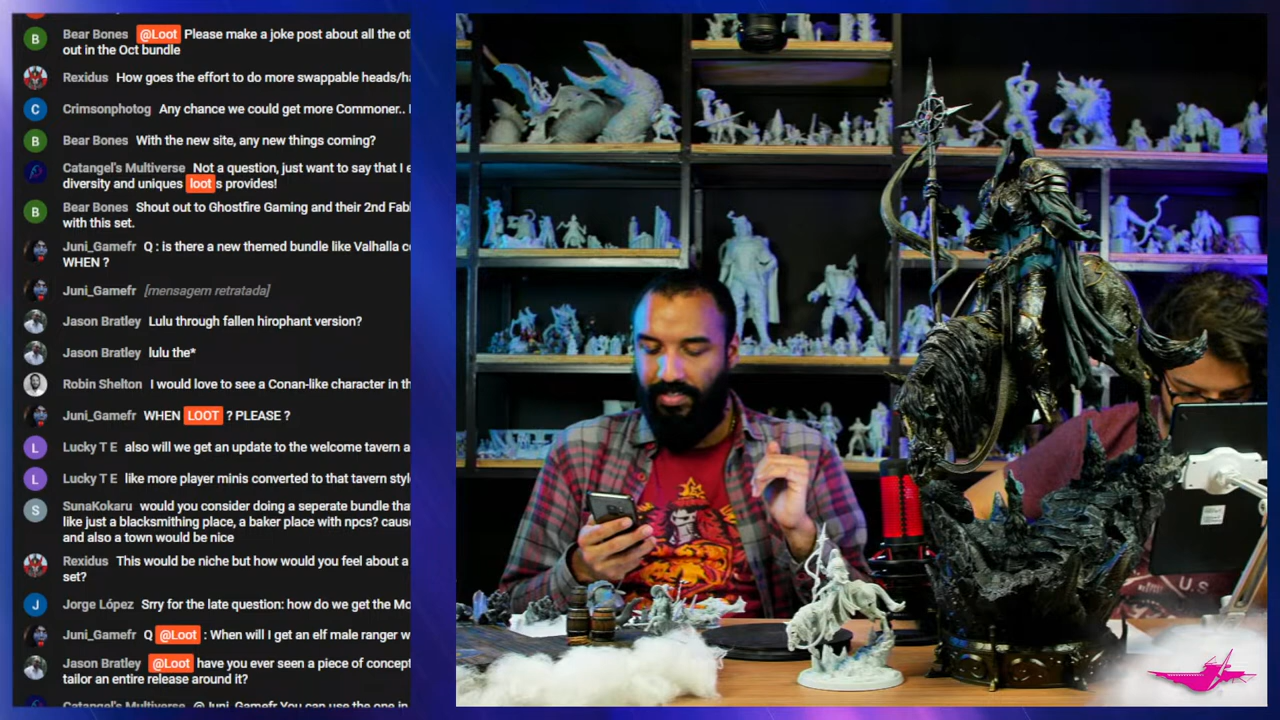 Bear Bones @Loot Please make a joke post about all the
out in the Oct bundle
Rexidus How goes the effort to do more swappable
Crimsonphotog Any chance we could get more Commoner..
Bear Bones With the new site, any new things coming?
Catangel's Multiverse Not a question, just want to say that I
diversity and uniques loot s provides!
Bear Bones Shout out to Ghostfire Gaming and their 2nd
with this set.
Juni_Gamefr Q : is there a new themed bundle like Valhalla
WHEN ?
Juni_Gamefr [mensagem retratada]
Jason Bratley Lulu through fallen hirophant version?
Jason Bratley lulu the*
Robin Shelton I would love to see a Conan-like character in
Juni_Gamefr WHEN LOOT ? PLEASE ?
Lucky T E also will we get an update to the welcome tavern
Lucky T E like more player minis converted to that tavern
SunaKokaru would you consider doing a seperate bundle
like just a blacksmithing place, a baker place with npcs?
and also a town would be nice
Rexidus This would be niche but how would you feel about a
set?
Jorge López Srry for the late question: how do we get the
Juni_Gamefr Q @Loot : When will I get an elf male ranger
Jason Bratley @Loot have you ever seen a piece of
tailor an entire release around it?
Catangel's Multiverse @Juni_Gamefr You can use the one in
U.S